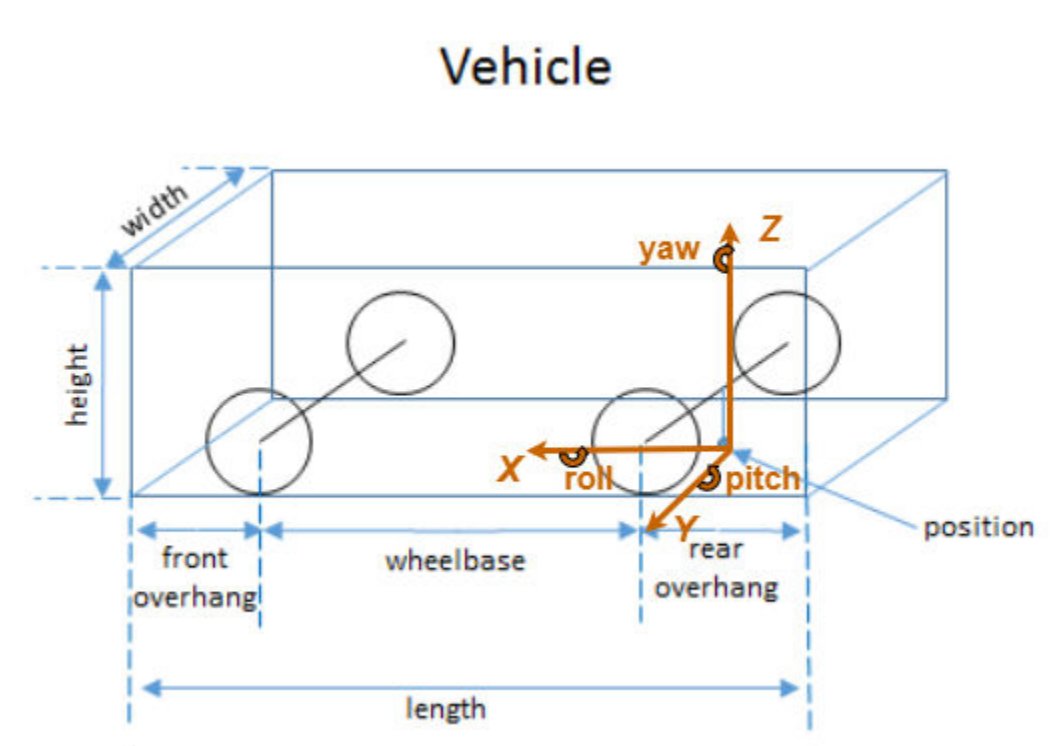 Vehicle
width
Z
yaw
height
X
roll
pitch
Y
position
front
overhang
wheelbase
rear
overhang
length